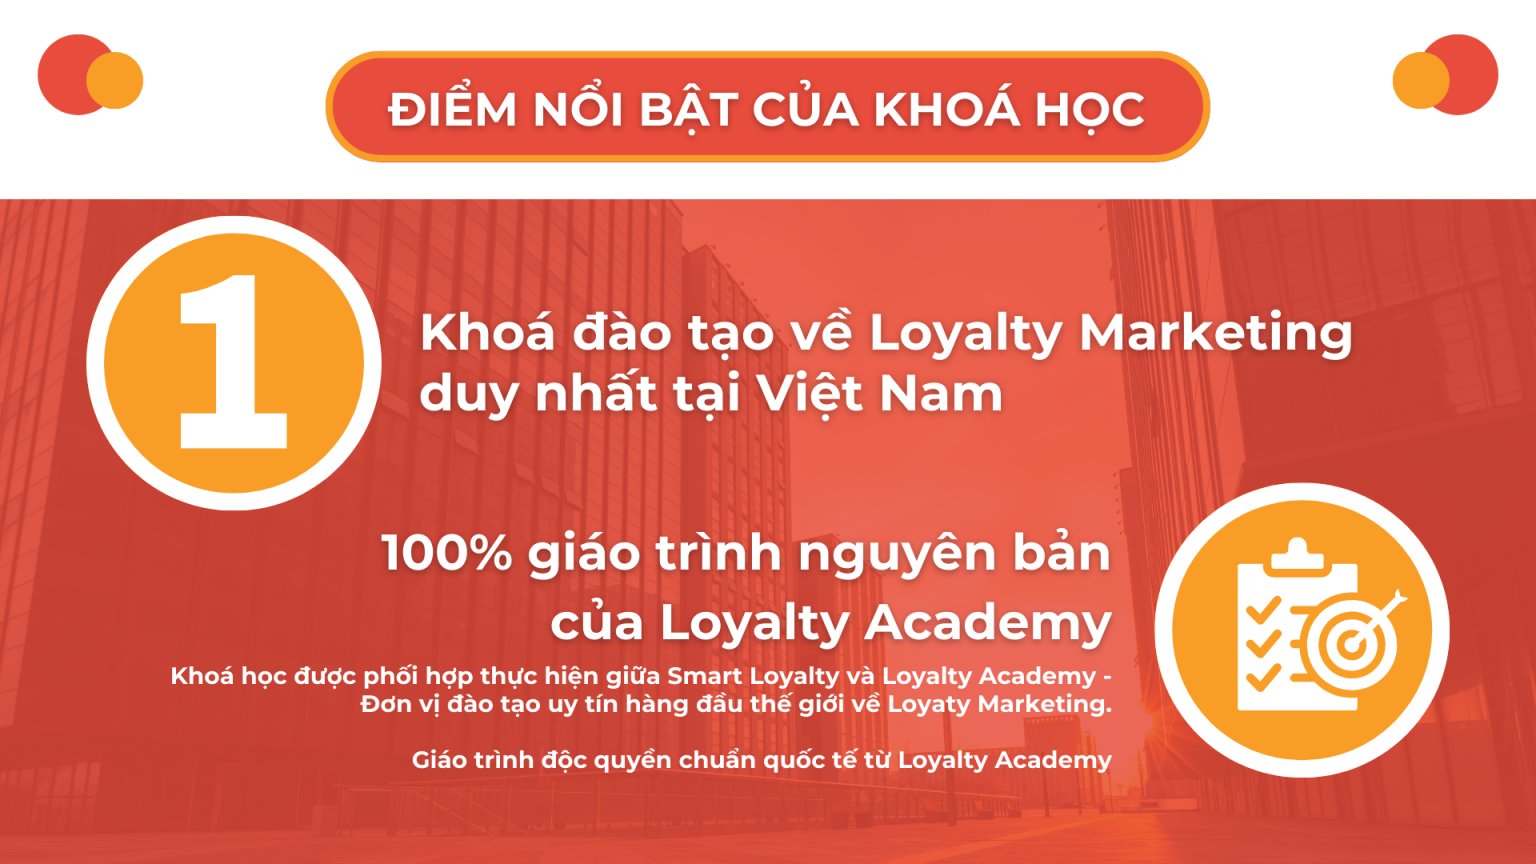 ĐIỂM NỔI BẬT CỦA KHOÁ HỌC
1
Khoá đào tạo về Loyalty Marketing
duy nhất tại Việt Nam
100% giáo trình nguyên bản
của Loyalty Academy
Khoá học được phối hợp thực hiện giữa Smart Loyalty và Loyalty Academy -
Đơn vị đào tạo uy tín hàng đầu thế giới về Loyaty Marketing.
Giáo trình độc quyền chuẩn quốc tế từ Loyalty Academy